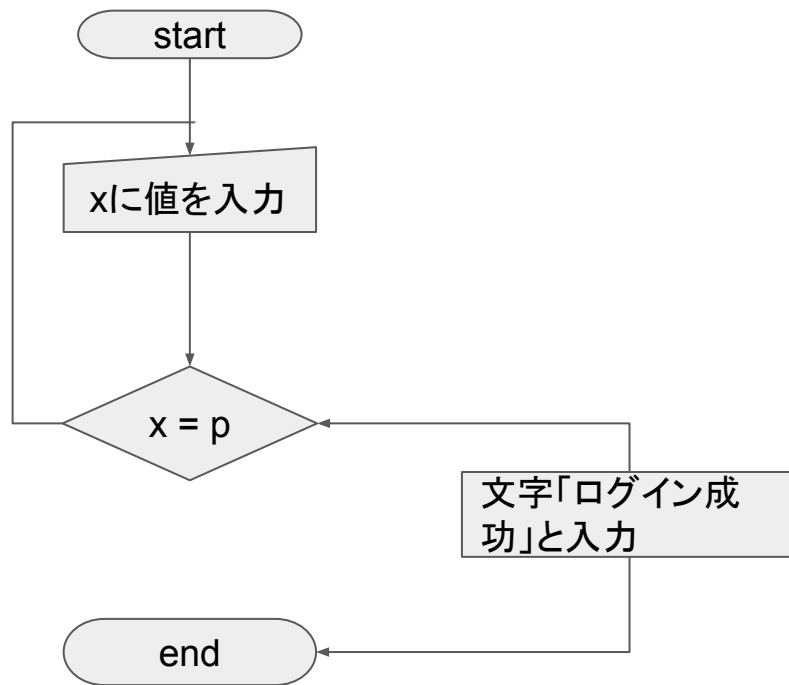 start
xに値を入力
x = p
文字「ログイン成
功」と入力
end